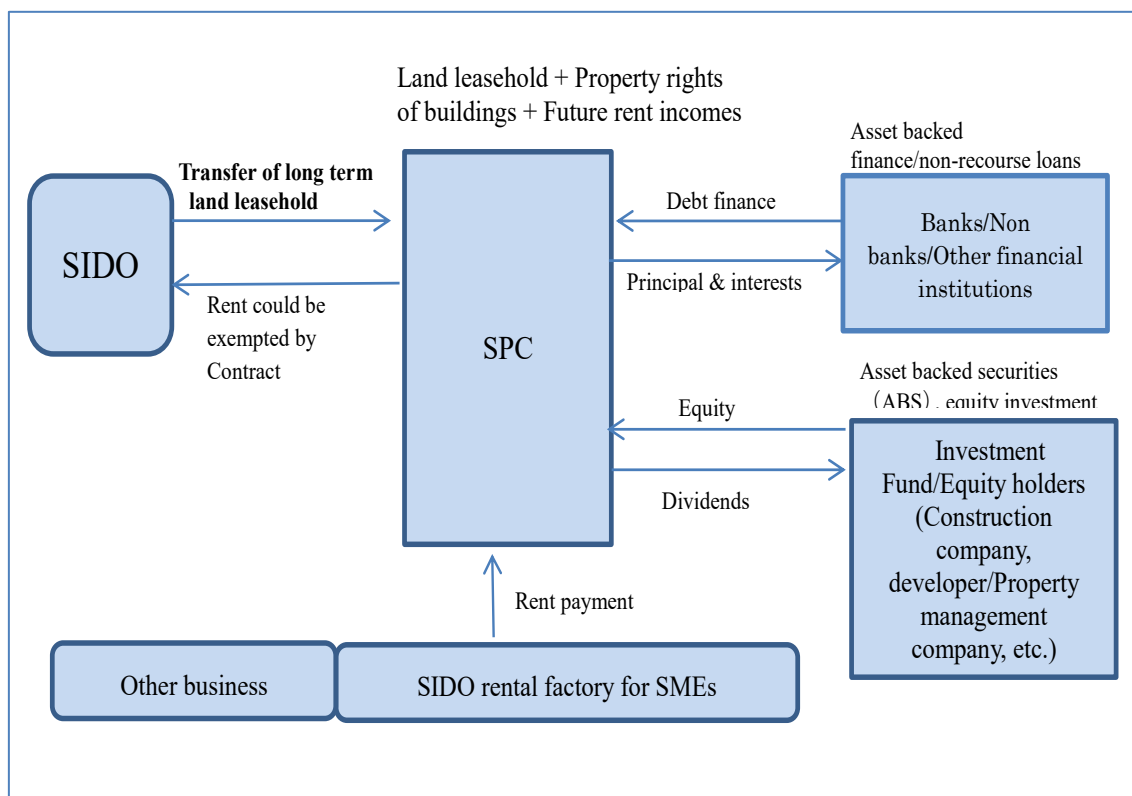 Land leasehold + Property rights
of buildings + Future rent incomes
Asset backed
finance/non-recourse loans
Transfer of long term
land leasehold
SIDO
Rent could be
exempted by
Contract
SPC
Debt finance
Principal & interests
Banks/Non
banks/Other financial
institutions
Asset backed securities
（ABS）, equity investment
Equity
Dividends
Investment
Fund/Equity holders
(Construction
company,
developer/Property
management
company, etc.)
Rent payment
Other business
SIDO rental factory for SMEs